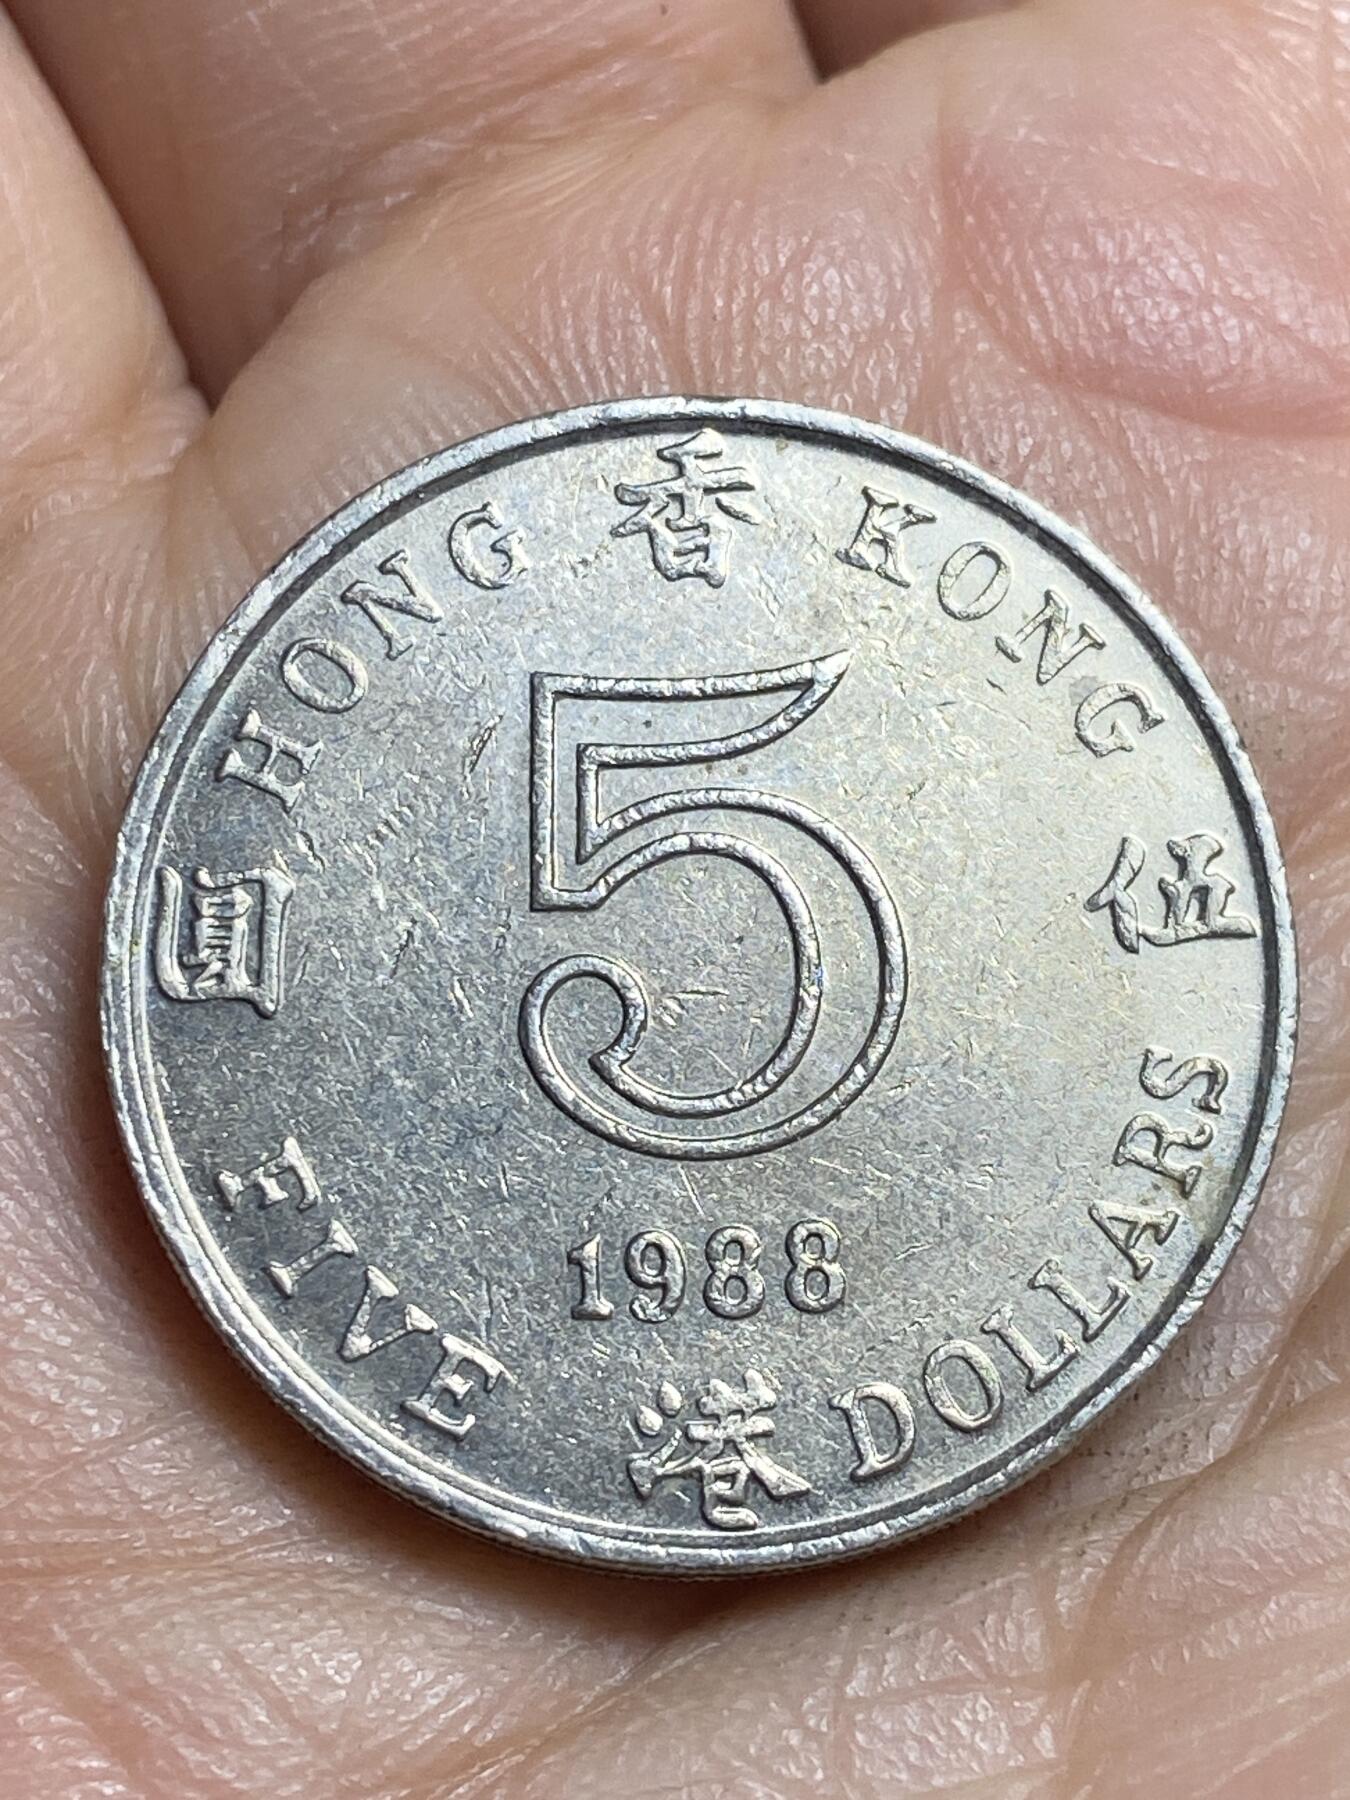 HONG 香 KONG
圓 伍
5
1988
FIVE 港 DOLLARS